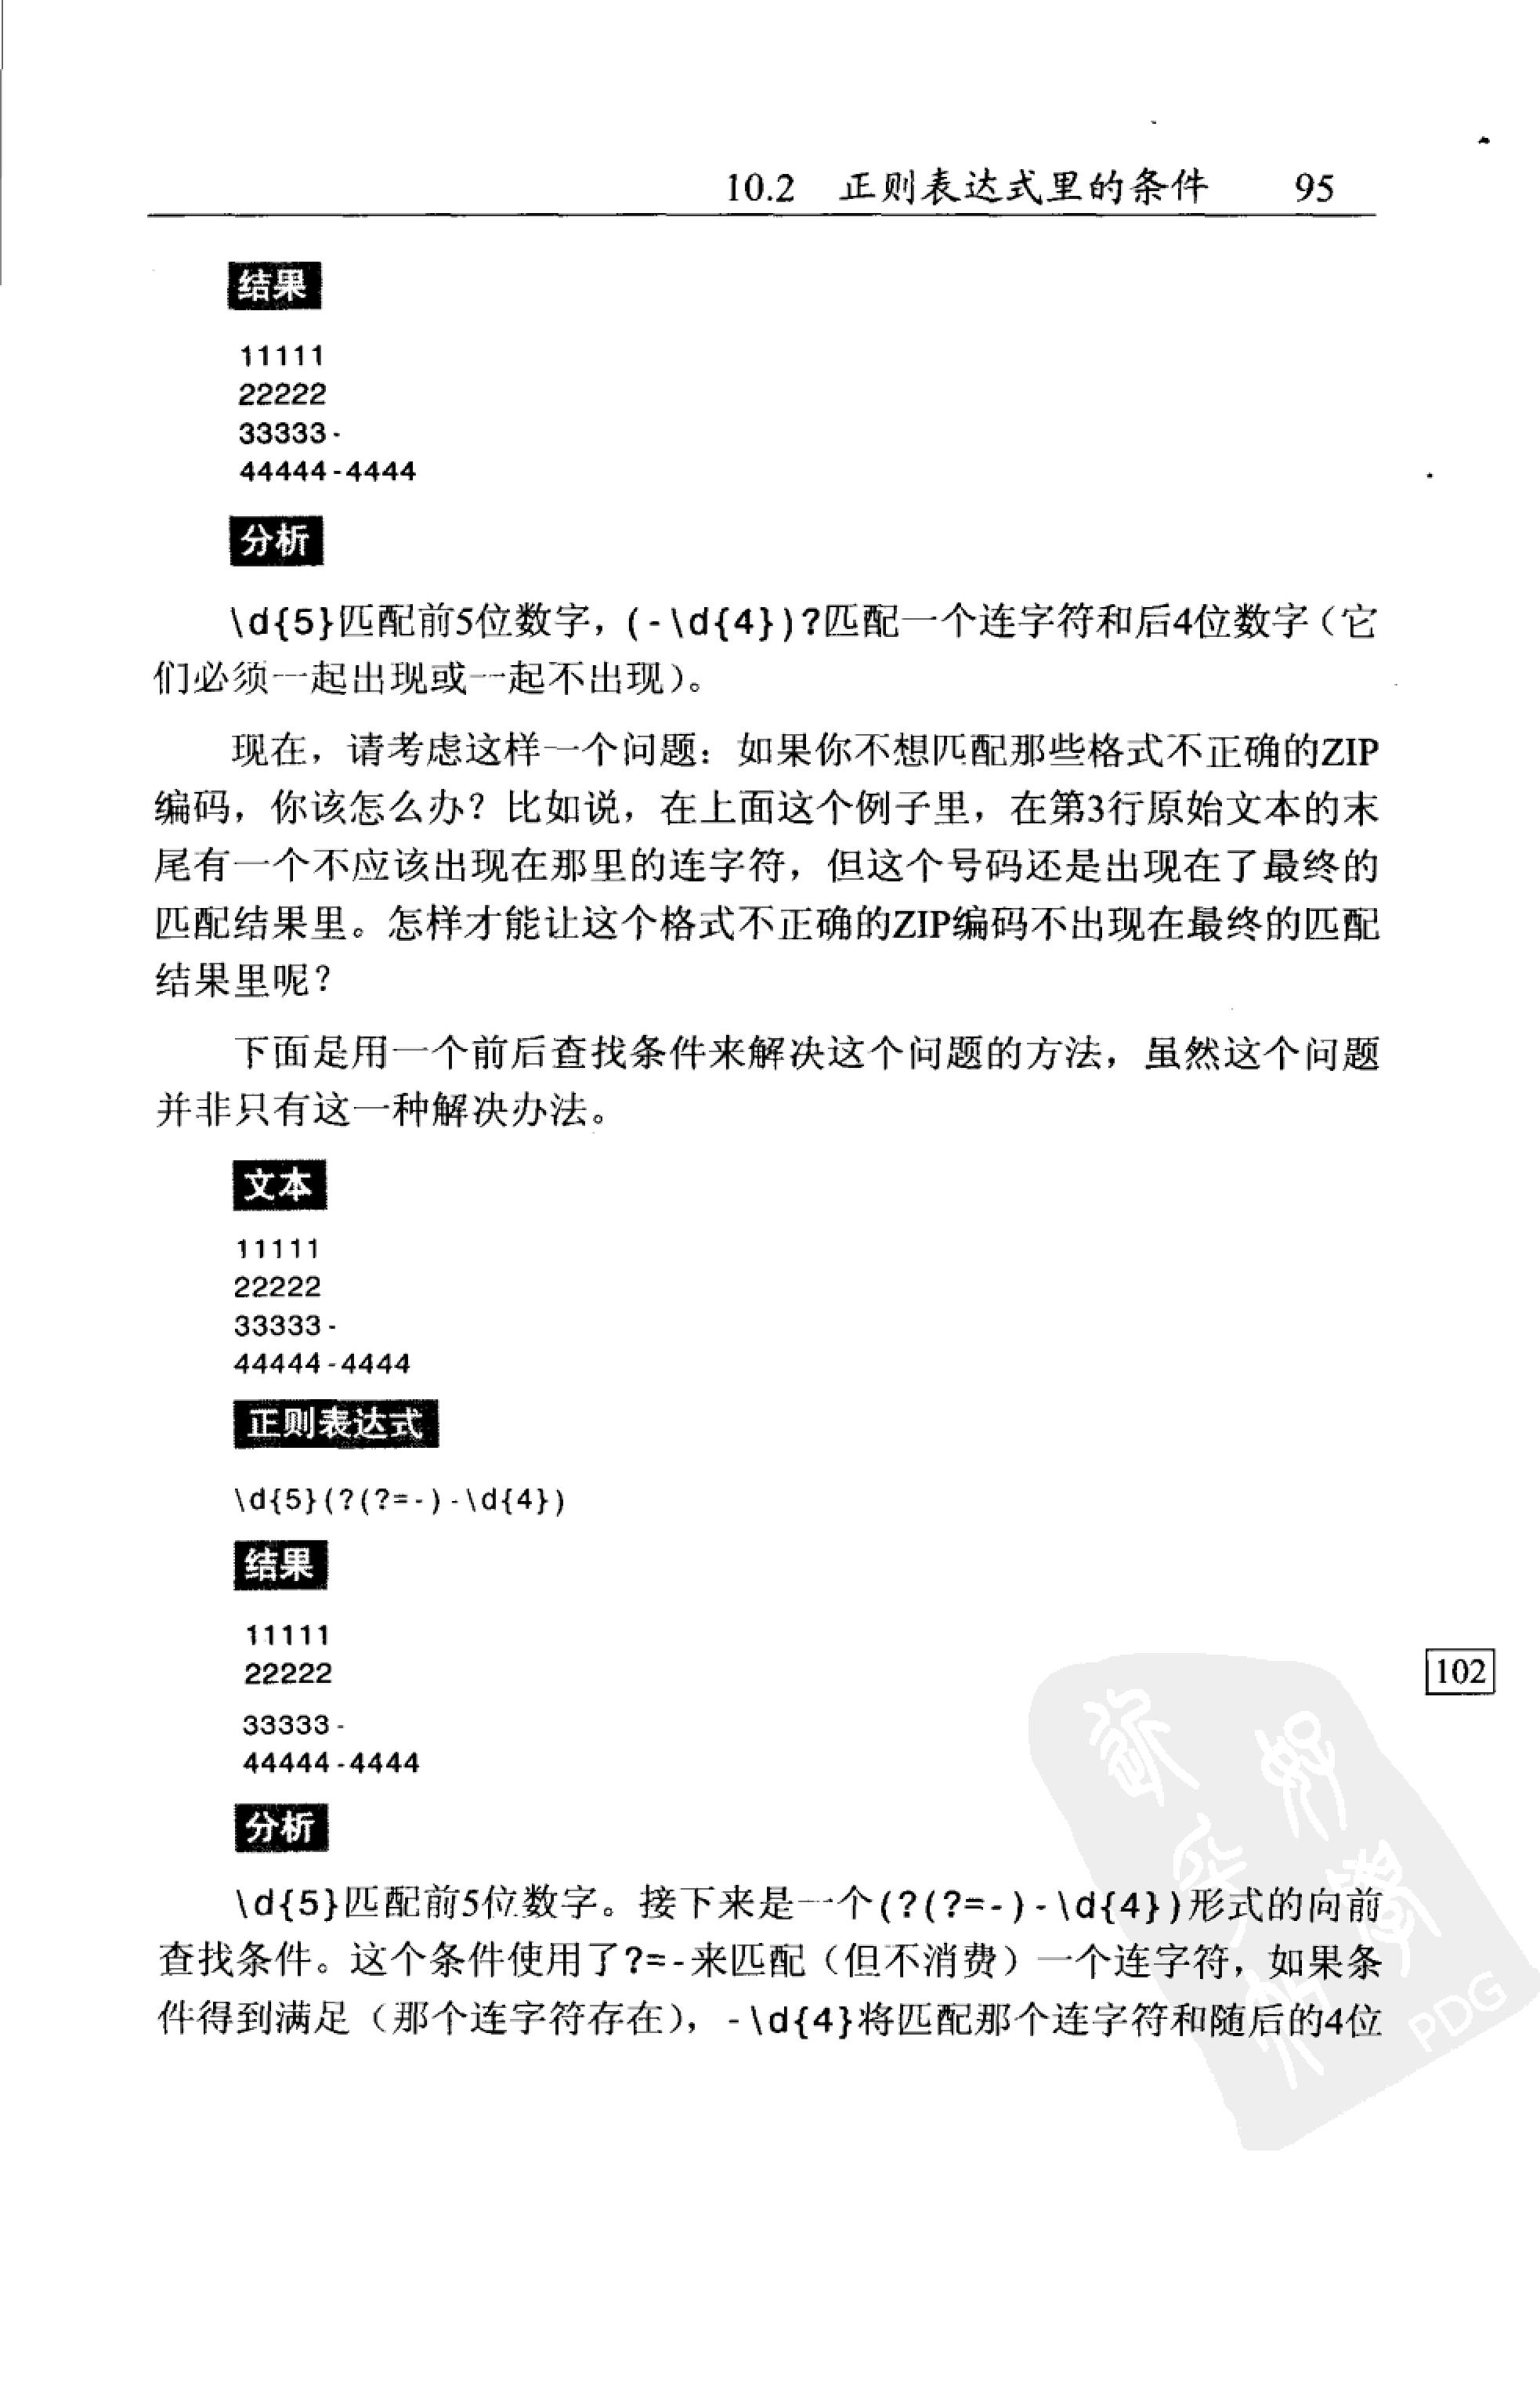 10.2 正则表达式里的条件 95
结果
11111
22222
33333-
44444-4444
分析
\d{5}匹配前5位数字，(-\d{4})?匹配一个连字符和后4位数字（它
们必须一起出现或一起不出现）。
现在，请考虑这样一个问题：如果你不想匹配那些格式不正确的ZIP
编码，你该怎么办？比如说，在上面这个例子里，在第3行原始文本的末
尾有一个不应该出现在那里的连字符，但这个号码还是出现在了最终的
匹配结果里。怎样才能让这个格式不正确的ZIP编码不出现在最终的匹配
结果里呢？
下面是用一个前后查找条件来解决这个问题的方法，虽然这个问题
并非只有这一种解决办法。
文本
11111
22222
33333-
44444-4444
正则表达式
\d{5}(?(?=-)-\d{4})
结果
11111
22222
33333-
44444-4444
102
分析
\d{5}匹配前5位数字。接下来是一个(?(?=-)-\d{4})形式的向前
查找条件。这个条件使用了?=-来匹配（但不消费）一个连字符，如果条
件得到满足（那个连字符存在），-\d{4}将匹配那个连字符和随后的4位
PDG